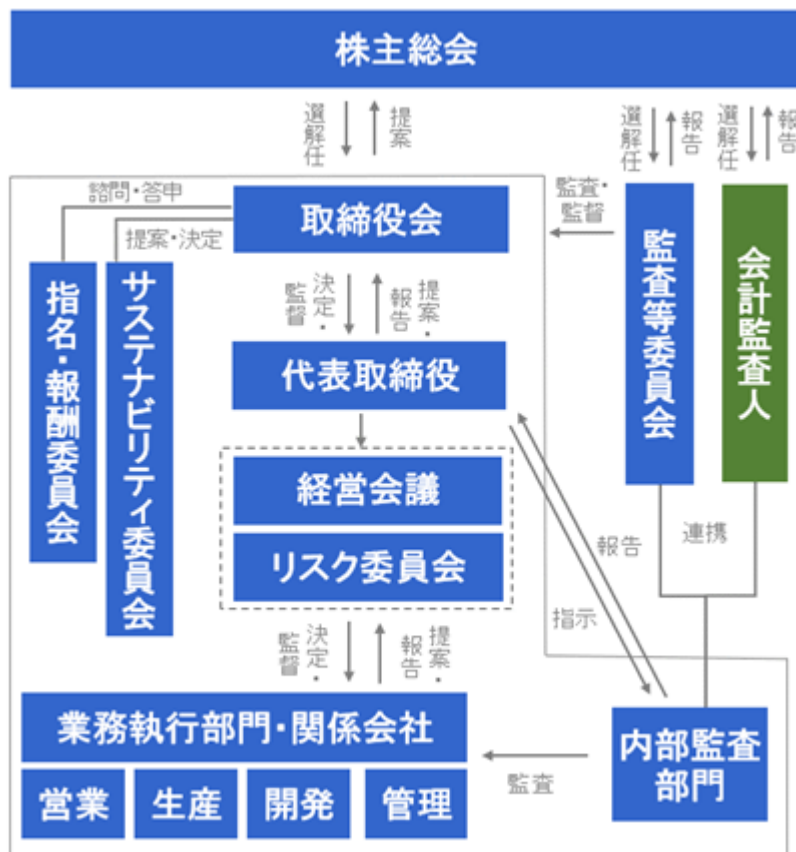 株主総会
選解任
提案
選解任
報告
選解任
報告
諮問・答申
提案・決定
取締役会
監査・
監督
監査等委員会
会計監査人
指名・報酬委員会
サステナビリティ委員会
決定・
監督
提案・
報告
代表取締役
経営会議
リスク委員会
報告
連携
指示
決定・
監督
提案・
報告
業務執行部門・関係会社
営業
生産
開発
管理
監査
内部監査
部門